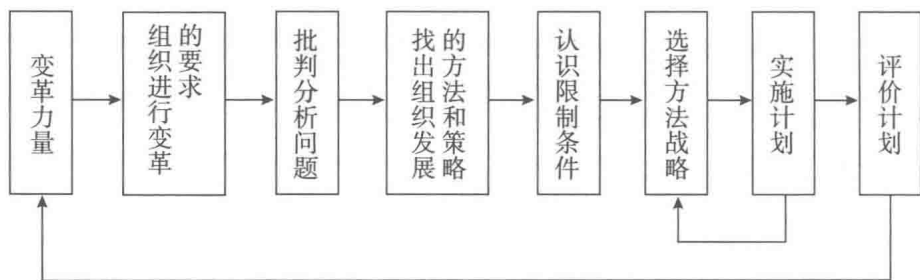 变革力量
组织进行变革
的要求
批判分析问题
找出组织发展
的方法和策略
认识限制条件
选择方法战略
实施计划
评价计划